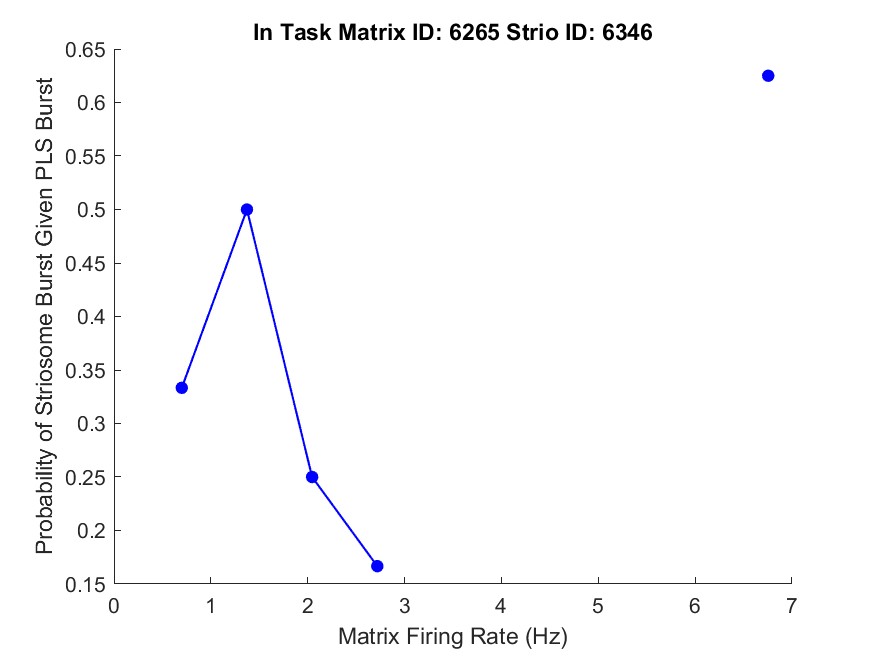 In Task Matrix ID: 6265 Strio ID: 6346
Probability of Striosome Burst Given PLS Burst
0.65
0.6
0.55
0.5
0.45
0.4
0.35
0.3
0.25
0.2
0.15
0 1 2 3 4 5 6 7
Matrix Firing Rate (Hz)